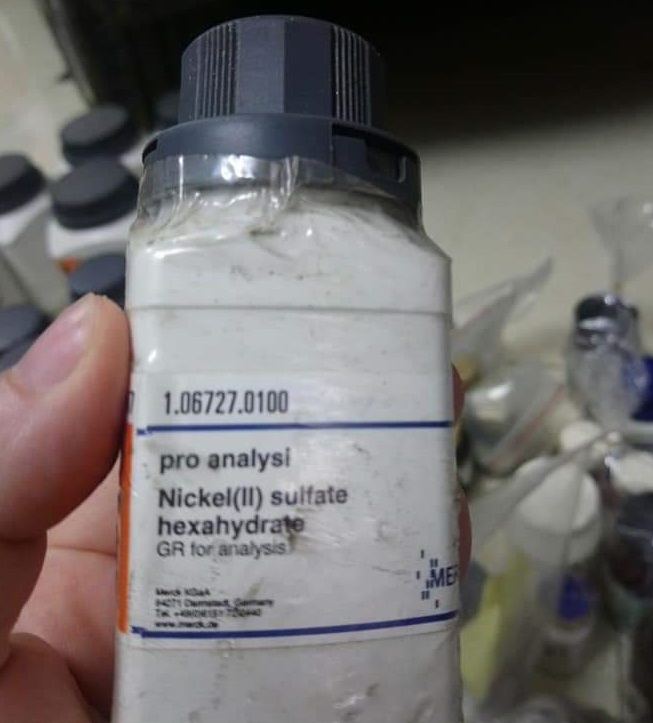 1.06727.0100
pro analysi
Nickel(II) sulfate
hexahydrate
GR for analysis
Merck KGaA
64271 Darmstadt, Germany
www.merck.de
MER